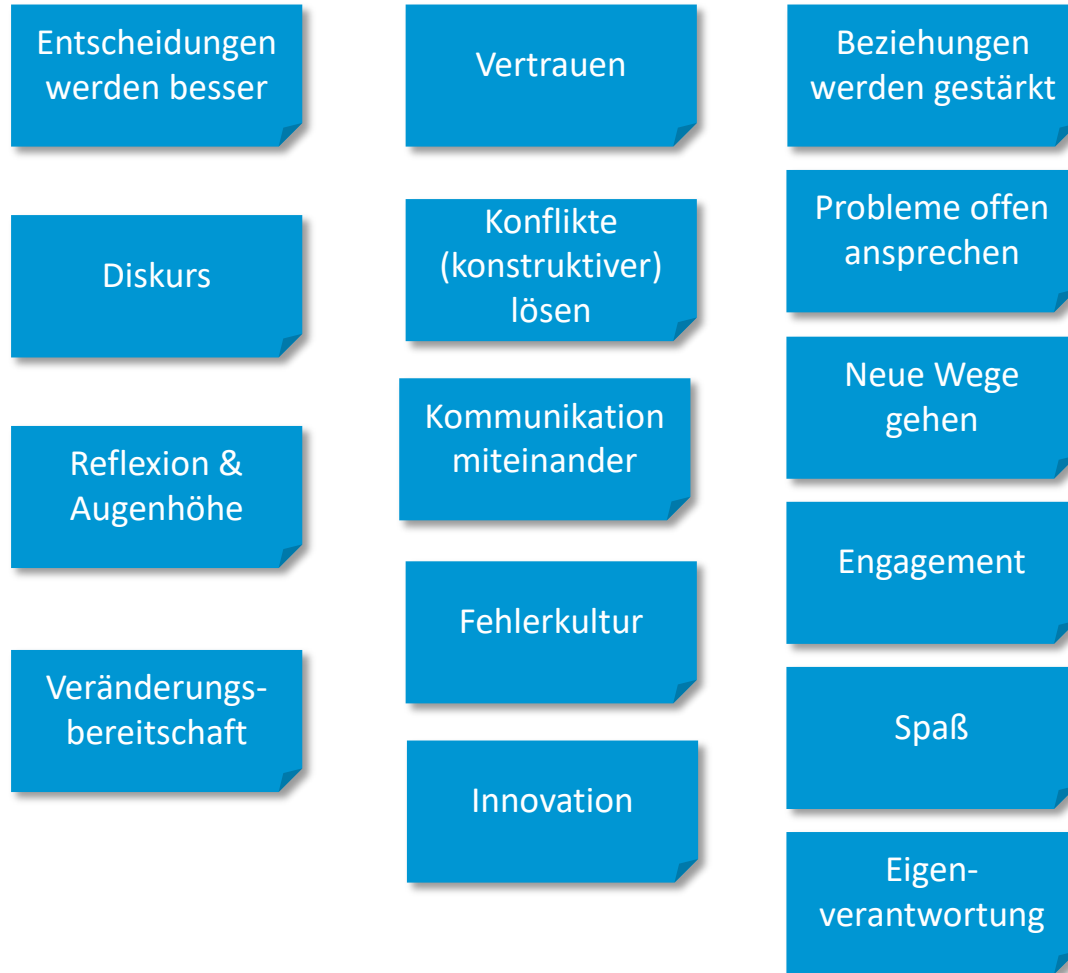 Entscheidungen
werden besser
Diskurs
Reflexion &
Augenhöhe
Veränderungs-
bereitschaft
Vertrauen
Konflikte
(konstruktiver)
lösen
Kommunikation
miteinander
Fehlerkultur
Innovation
Beziehungen
werden gestärkt
Probleme offen
ansprechen
Neue Wege
gehen
Engagement
Spaß
Eigen-
verantwortung